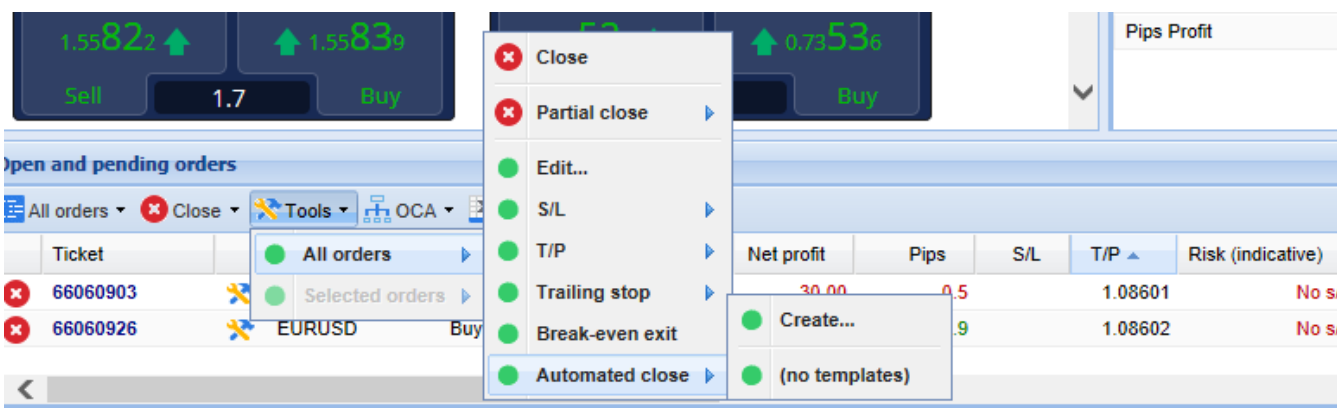 1.55822 1.55839 53 0.73536 Pips Profit
Sell 1.7 Buy Buy
Close
Partial close
Open and pending orders
Edit...
All orders Close Tools OCA
S/L
T/P
Trailing stop
Break-even exit
Automated close
All orders
Selected orders
Create...
(no templates)
Ticket Net profit Pips S/L T/P Risk (indicative)
66060903 30.00 0.5 1.08601 No
66060926 EURUSD Buy .9 1.08602 No